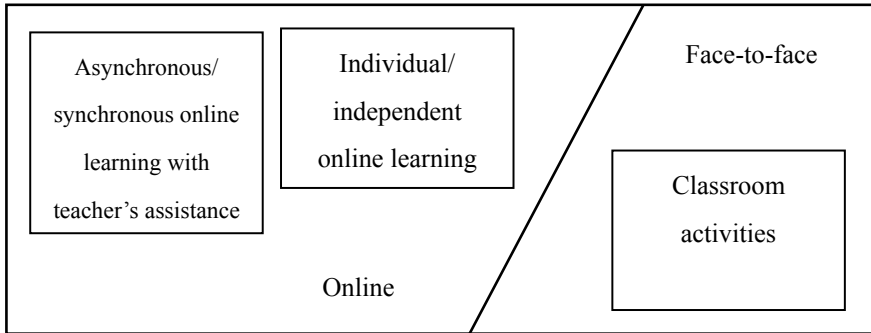 Asynchronous/
synchronous online
learning with
teacher’s assistance
Individual/
independent
online learning
Online
Face-to-face
Classroom
activities